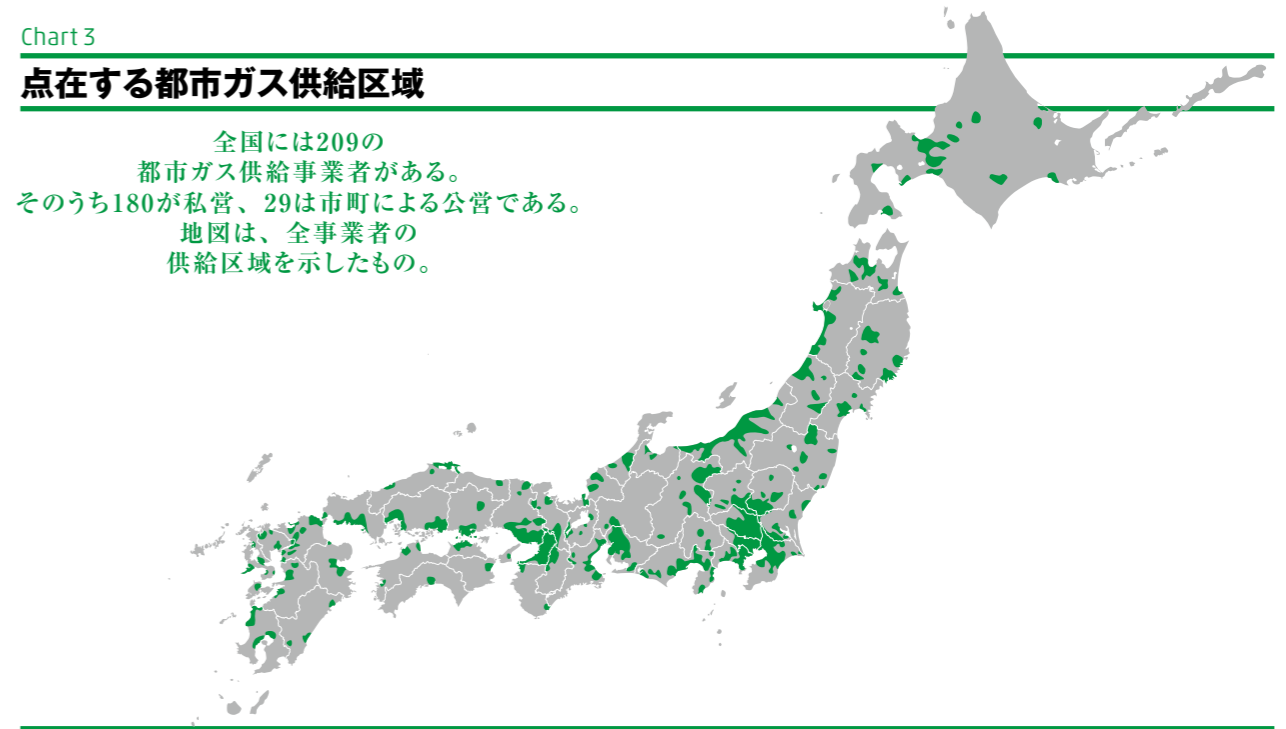 Chart 3
点在する都市ガス供給区域
全国には209の
都市ガス供給事業者がある。
そのうち180が私営、29は市町による公営である。
地図は、全事業者の
供給区域を示したもの。